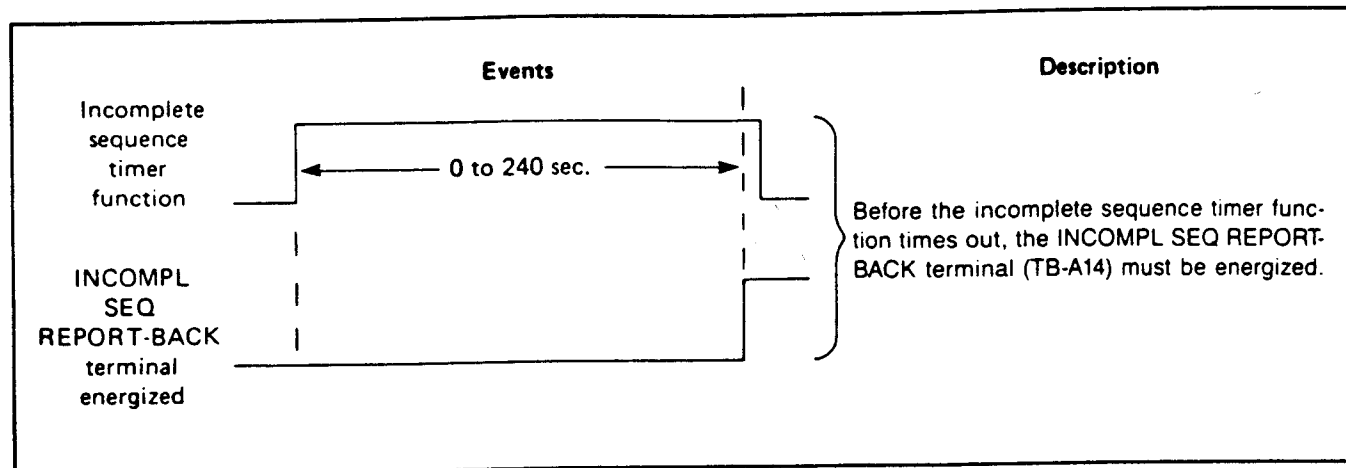 Events
Description
Incomplete
sequence
timer
function
0 to 240 sec.
Before the incomplete sequence timer func-
tion times out, the INCOMPL SEQ REPORT-
BACK terminal (TB-A14) must be energized.
INCOMPL
SEQ
REPORT-BACK
terminal
energized